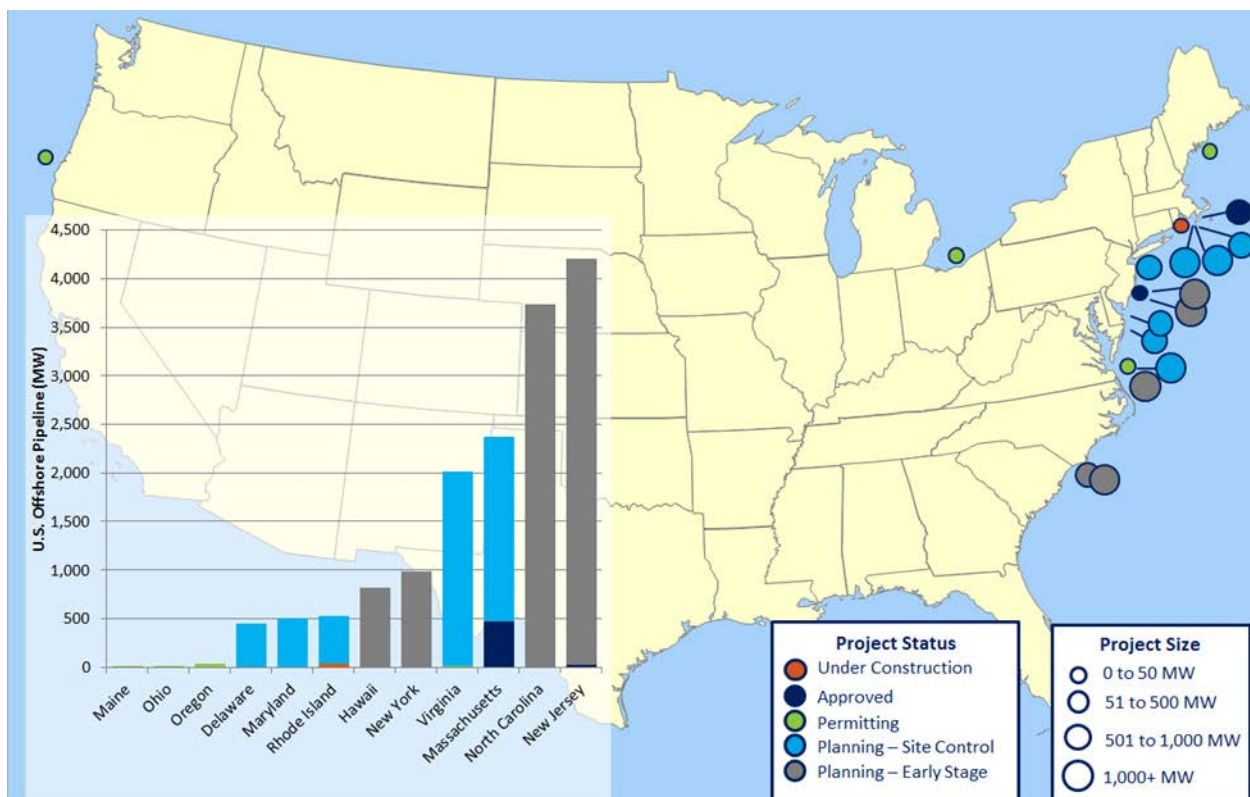 4,500
4,000
3,500
3,000
2,500
2,000
1,500
1,000
500
0
U.S. Offshore Pipeline (MW)
Maine
Ohio
Oregon
Delaware
Maryland
Rhode Island
Hawaii
New York
Virginia
Massachusetts
North Carolina
New Jersey
Project Status
Under Construction
Approved
Permitting
Planning – Site Control
Planning – Early Stage
Project Size
0 to 50 MW
51 to 500 MW
501 to 1,000 MW
1,000+ MW